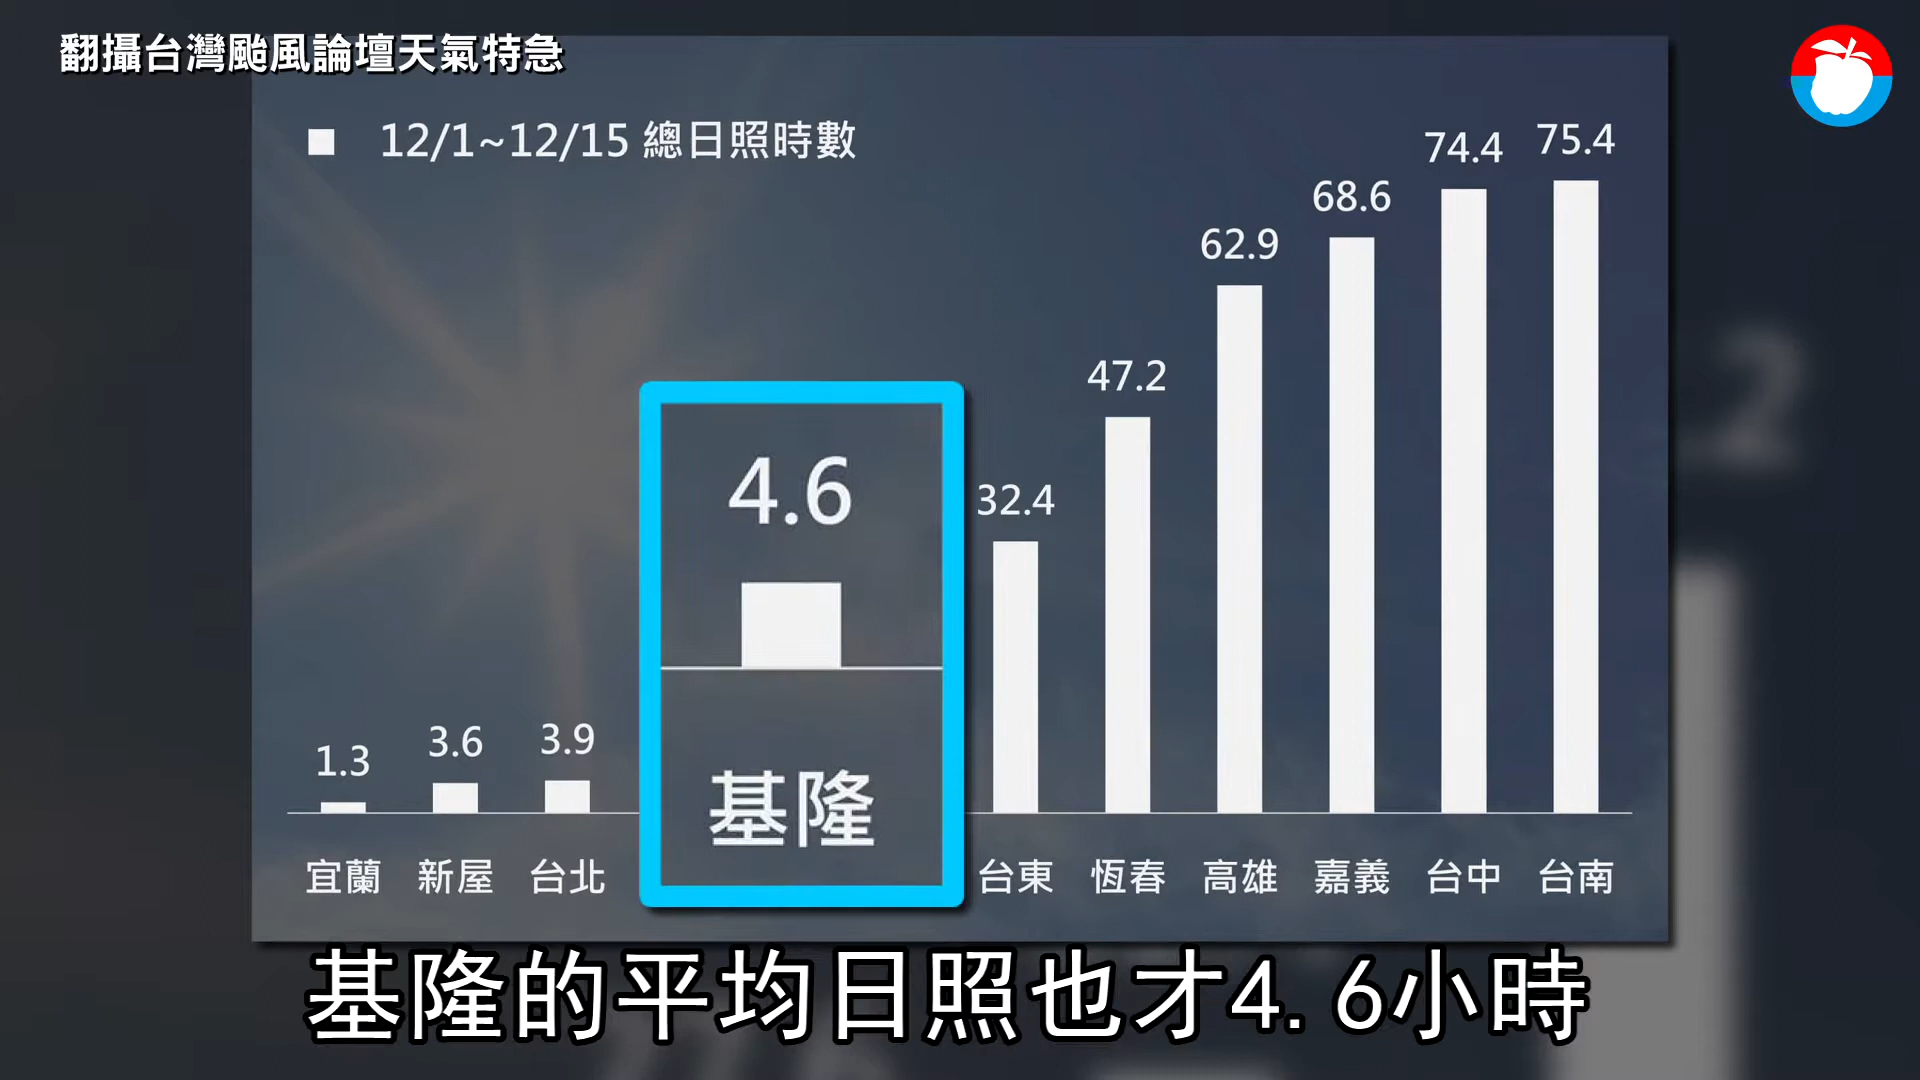 翻攝台灣颱風論壇天氣特急
12/1~12/15 總日照時數
1.3
3.6
3.9
4.6
32.4
47.2
62.9
68.6
74.4
75.4
宜蘭
新屋
台北
基隆
台東
恆春
高雄
嘉義
台中
台南
基隆的平均日照也才4.6小時